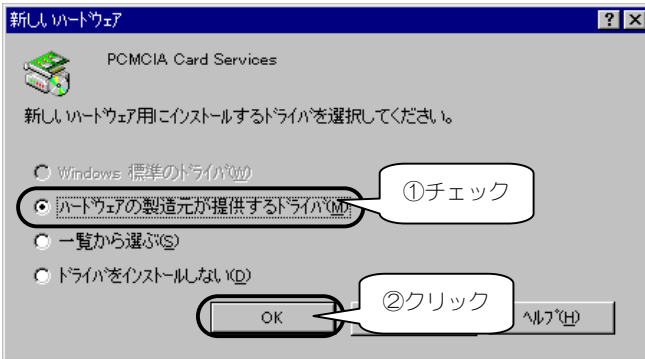 新しいハードウェア
PCMCIA Card Services
新しいハードウェア用にインストールするドライバを選択してください。
Windows 標準のドライバ(W)
ハードウェアの製造元が提供するドライバ(M)
①チェック
一覧から選ぶ(S)
ドライバをインストールしない(D)
②クリック
OK
ヘルプ(H)